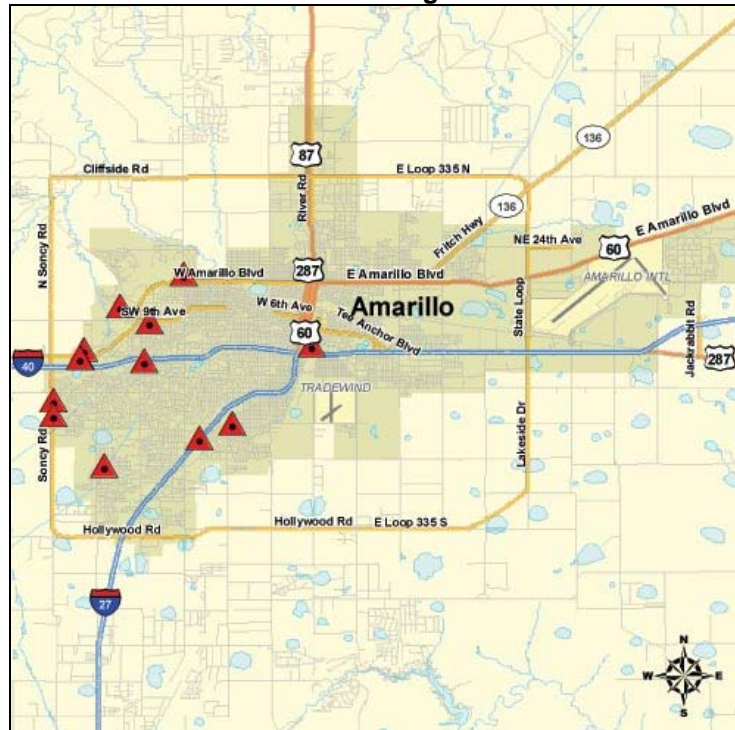 87
Cliffside Rd
E Loop 335 N
136
River Rd
136
N Soncy Rd
Fritch Hwy
NE 24th Ave
60
E Amarillo Blvd
W Amarillo Blvd
287
E Amarillo Blvd
AMARILLO INTL
SW 9th Ave
W 6th Ave
Amarillo
State Loop
60
Tee Anchor Blvd
Jackrabbit Rd
40
287
TRADEWIND
Soncy Rd
Lakeside Dr
Hollywood Rd
Hollywood Rd
E Loop 335 S
27
N
W
E
S